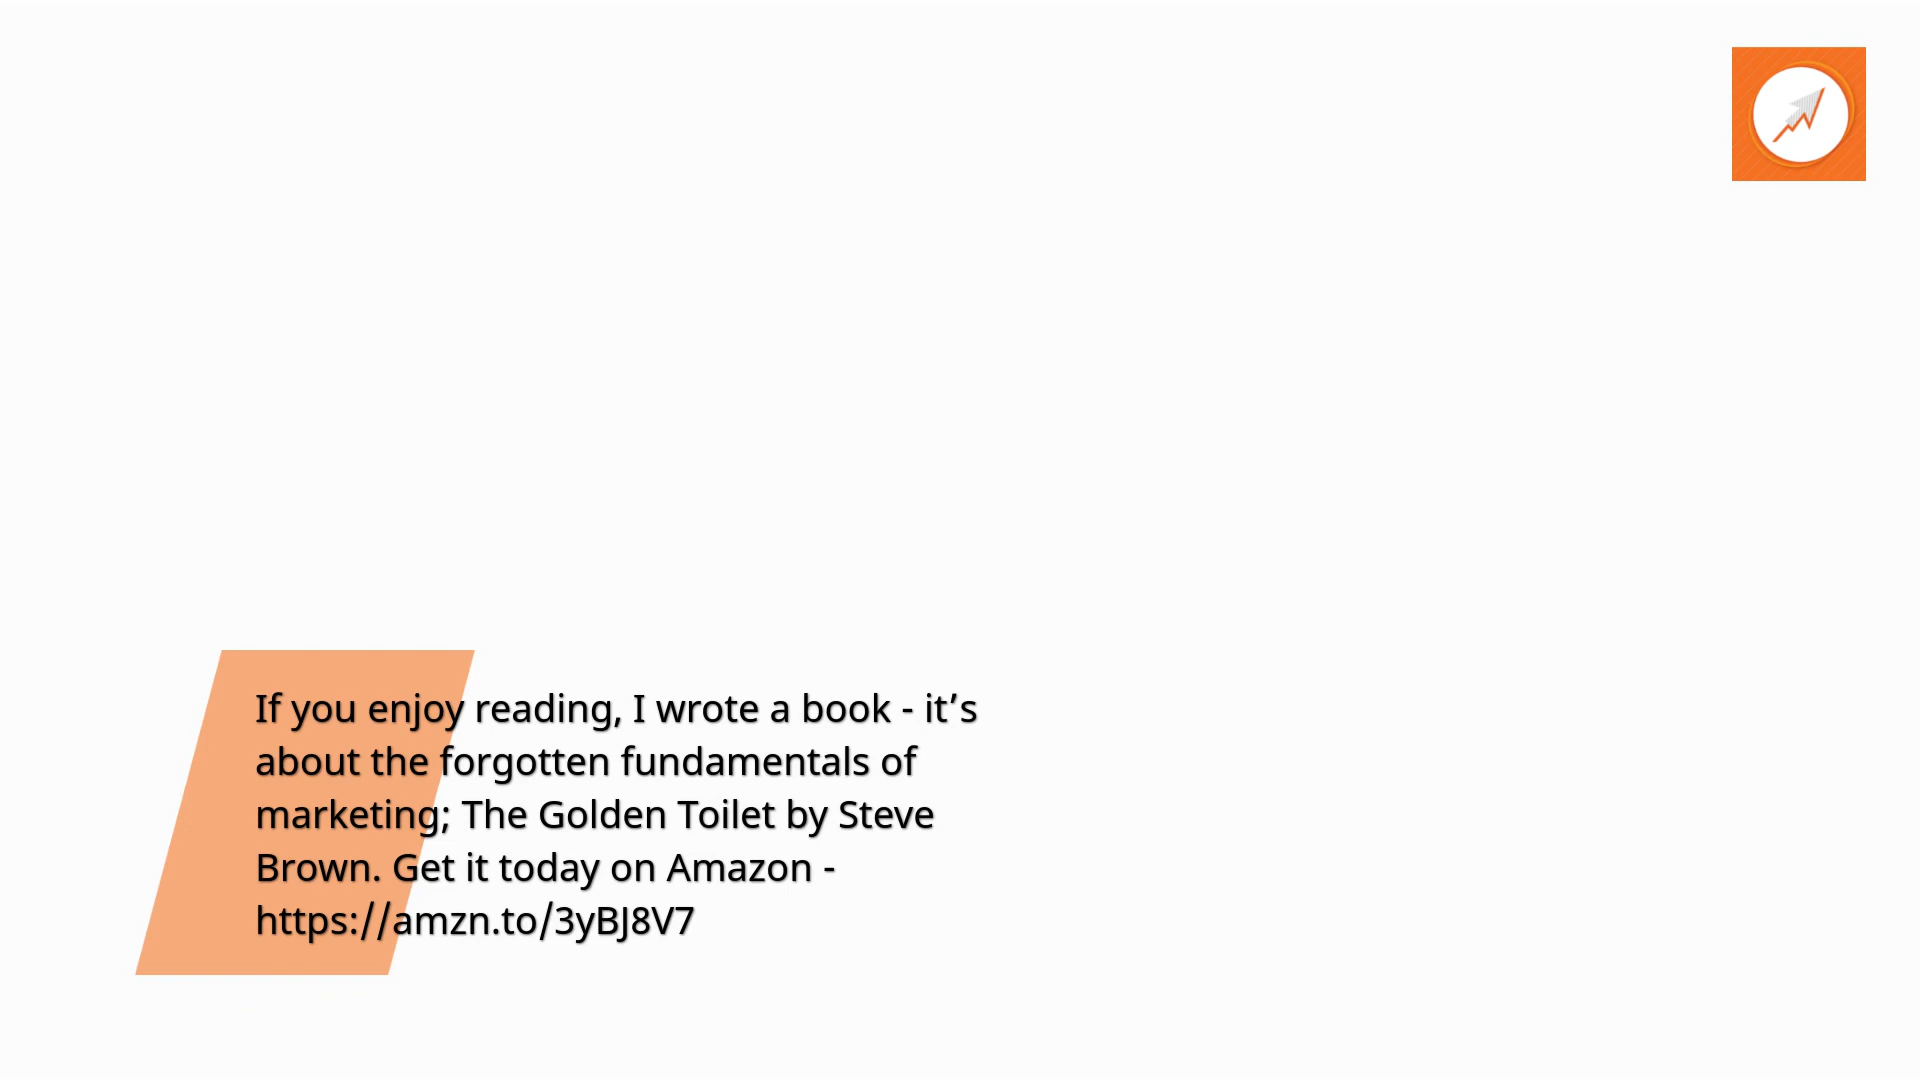 If you enjoy reading, I wrote a book - it’s
about the forgotten fundamentals of
marketing; The Golden Toilet by Steve
Brown. Get it today on Amazon -
https://amzn.to/3yBJ8V7